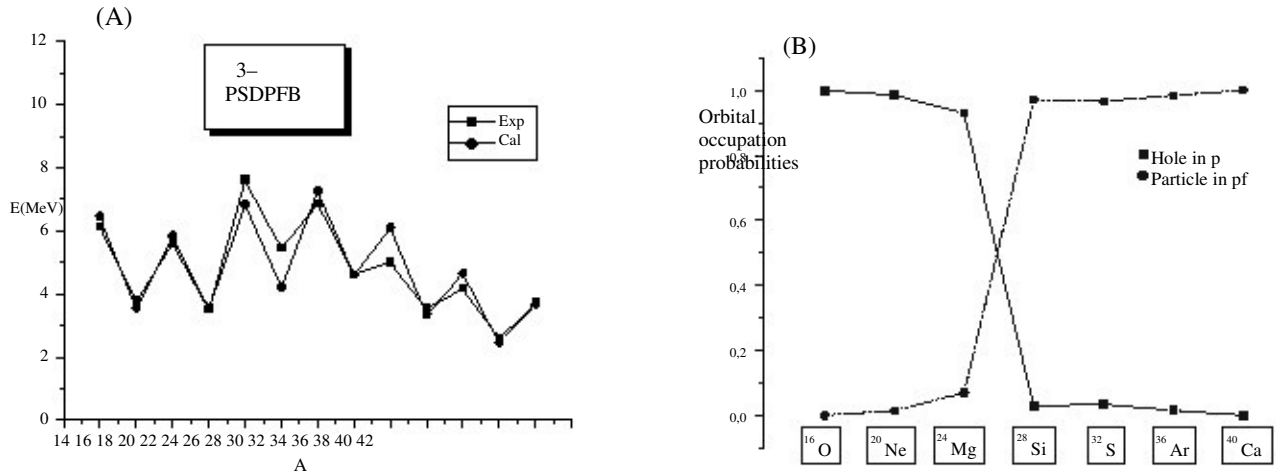 (A)
12
10
8
6
4
2
0
E(MeV)
3–
PSDPFB
Exp
Cal
14 16 18 20 22 24 26 28 30 32 34 36 38 40 42
A
(B)
1,0
0,8
0,6
0,4
0,2
0,0
Orbital
occupation
probabilities
Hole in p
Particle in pf
16O 20Ne 24Mg 28Si 32S 36Ar 40Ca